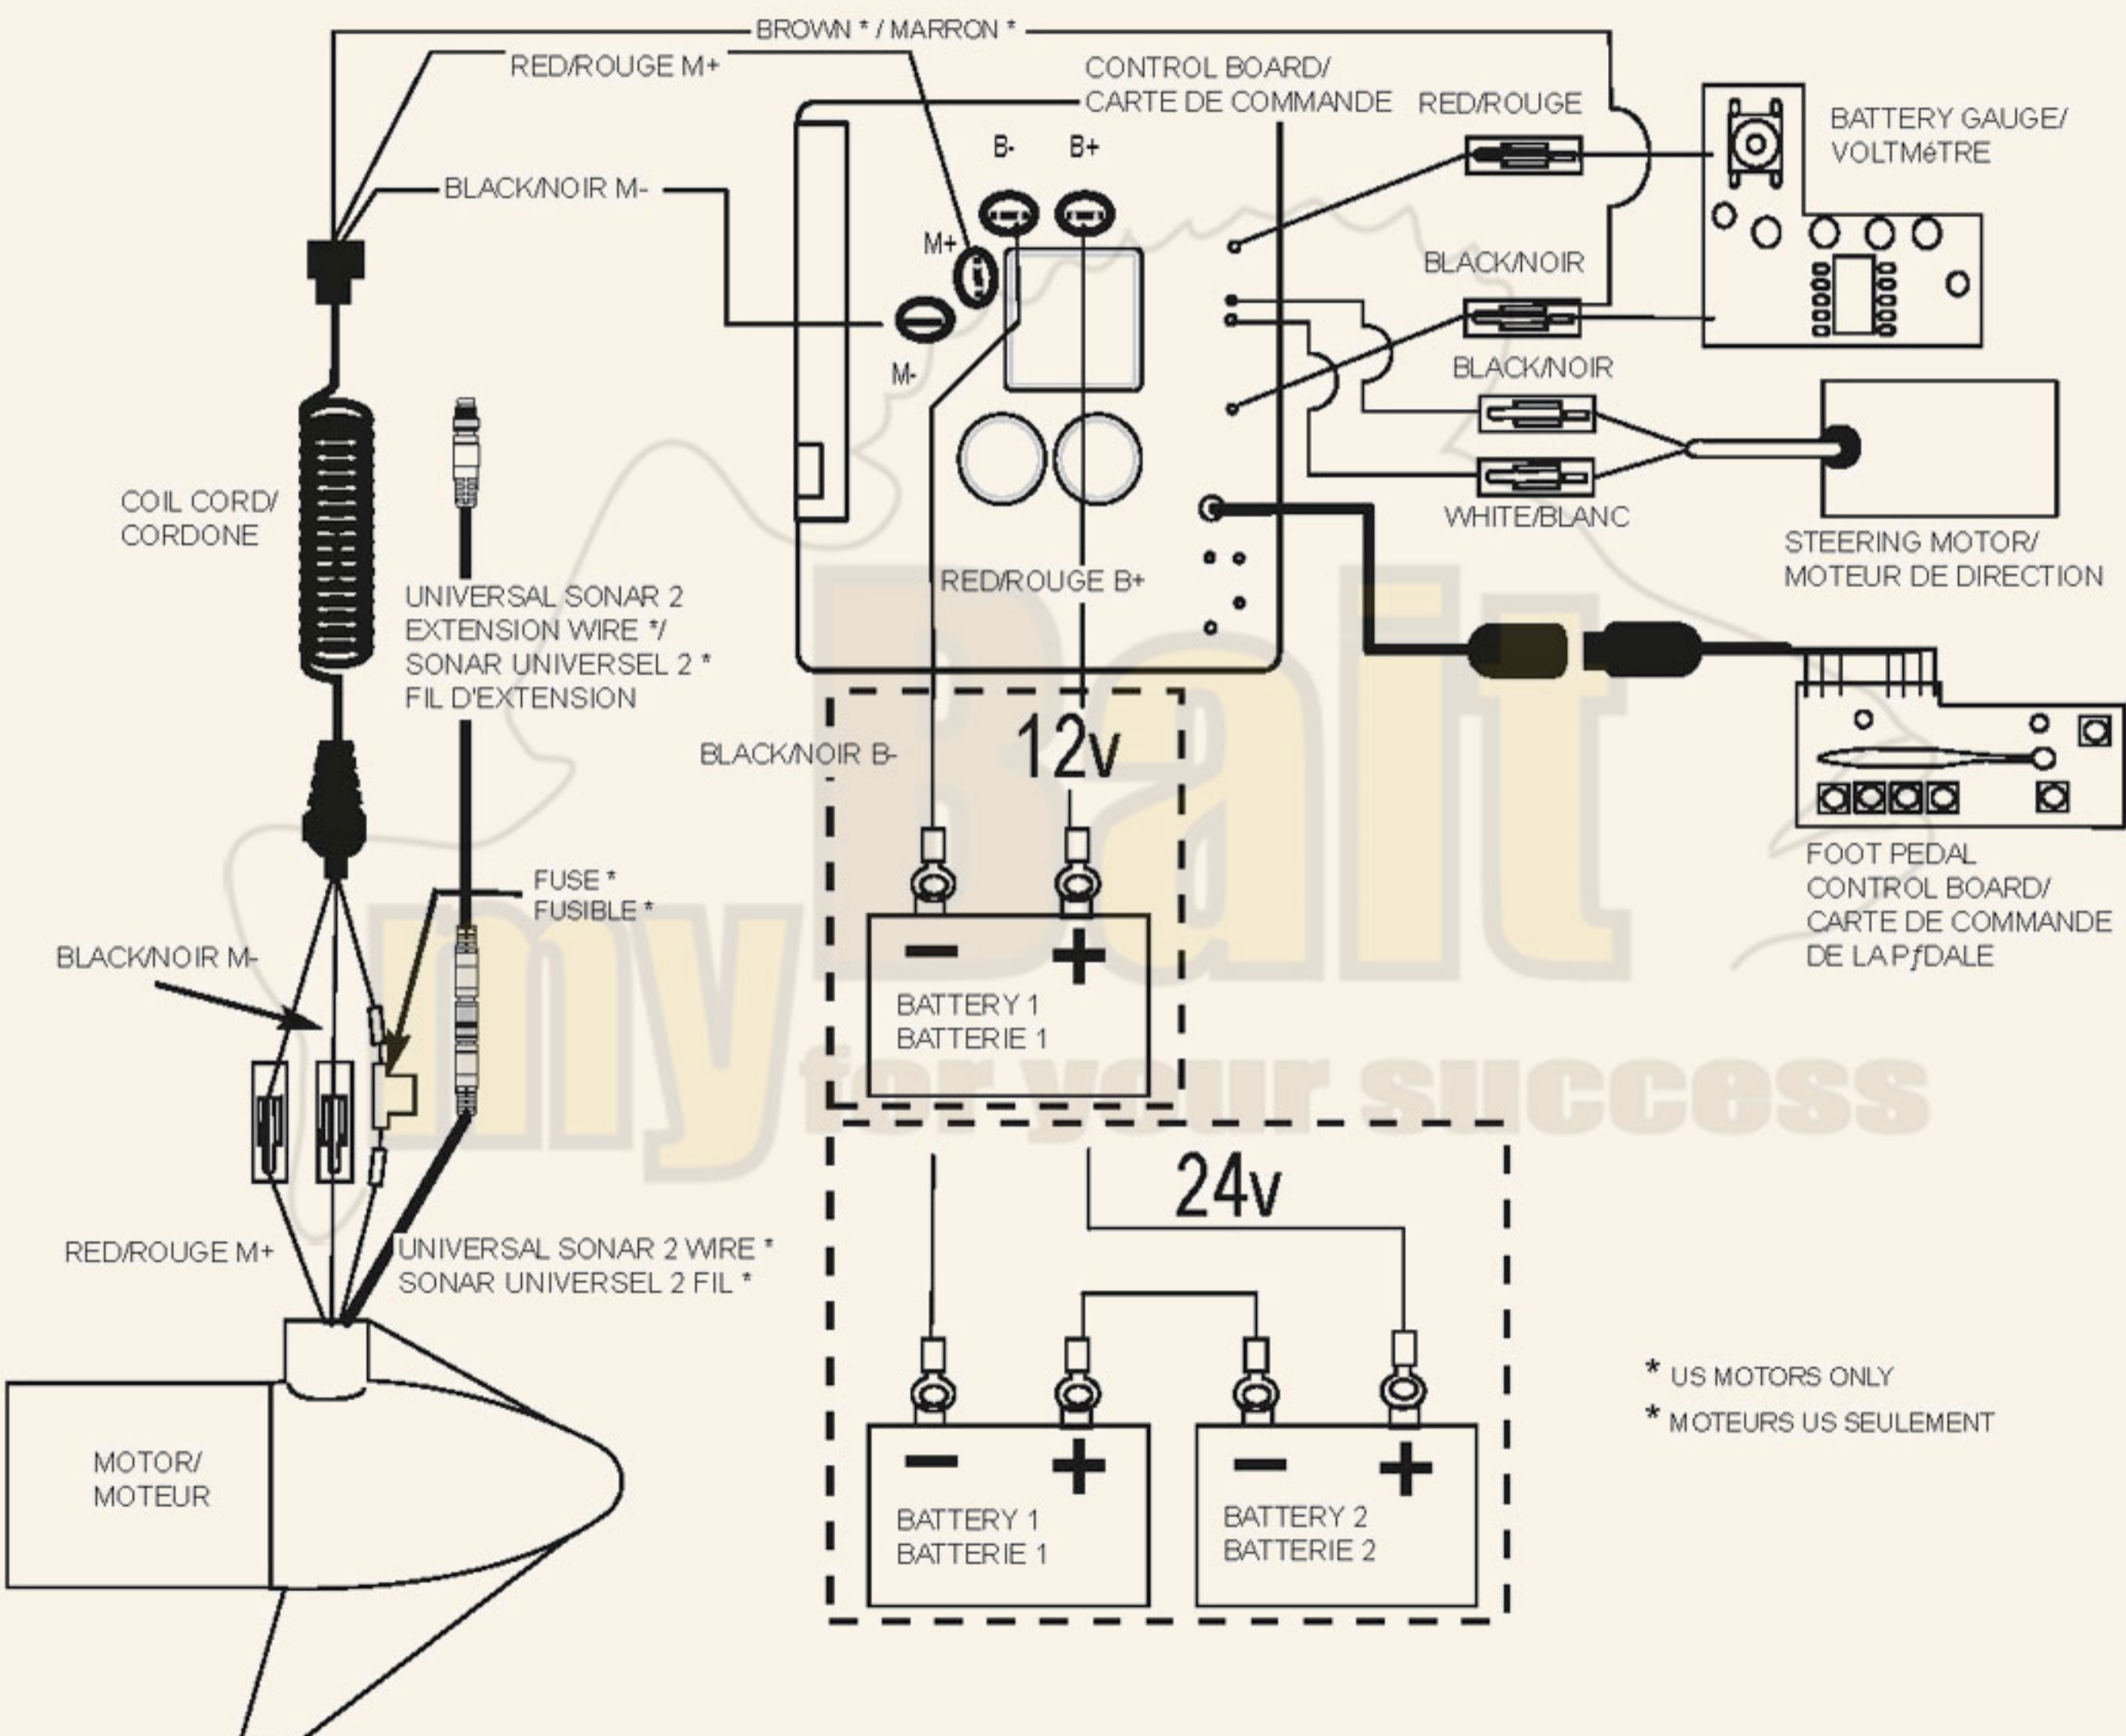 BROWN * / MARRON *
RED/ROUGE M+
CONTROL BOARD/
CARTE DE COMMANDE
RED/ROUGE
BATTERY GAUGE/
VOLTMéTRE
B-
B+
BLACK/NOIR M-
M+
BLACK/NOIR
M-
BLACK/NOIR
COIL CORD/
CORDONE
WHITE/BLANC
STEERING MOTOR/
MOTEUR DE DIRECTION
RED/ROUGE B+
UNIVERSAL SONAR 2
EXTENSION WIRE */
SONAR UNIVERSEL 2 *
FIL D'EXTENSION
BLACK/NOIR B-
12v
FOOT PEDAL
CONTROL BOARD/
CARTE DE COMMANDE
DE LA PƒDALE
FUSE *
FUSIBLE *
BLACK/NOIR M-
BATTERY 1
BATTERIE 1
myBait
for your success
24v
RED/ROUGE M+
UNIVERSAL SONAR 2 WIRE *
SONAR UNIVERSEL 2 FIL *
* US MOTORS ONLY
* MOTEURS US SEULEMENT
MOTOR/
MOTEUR
BATTERY 1
BATTERIE 1
BATTERY 2
BATTERIE 2